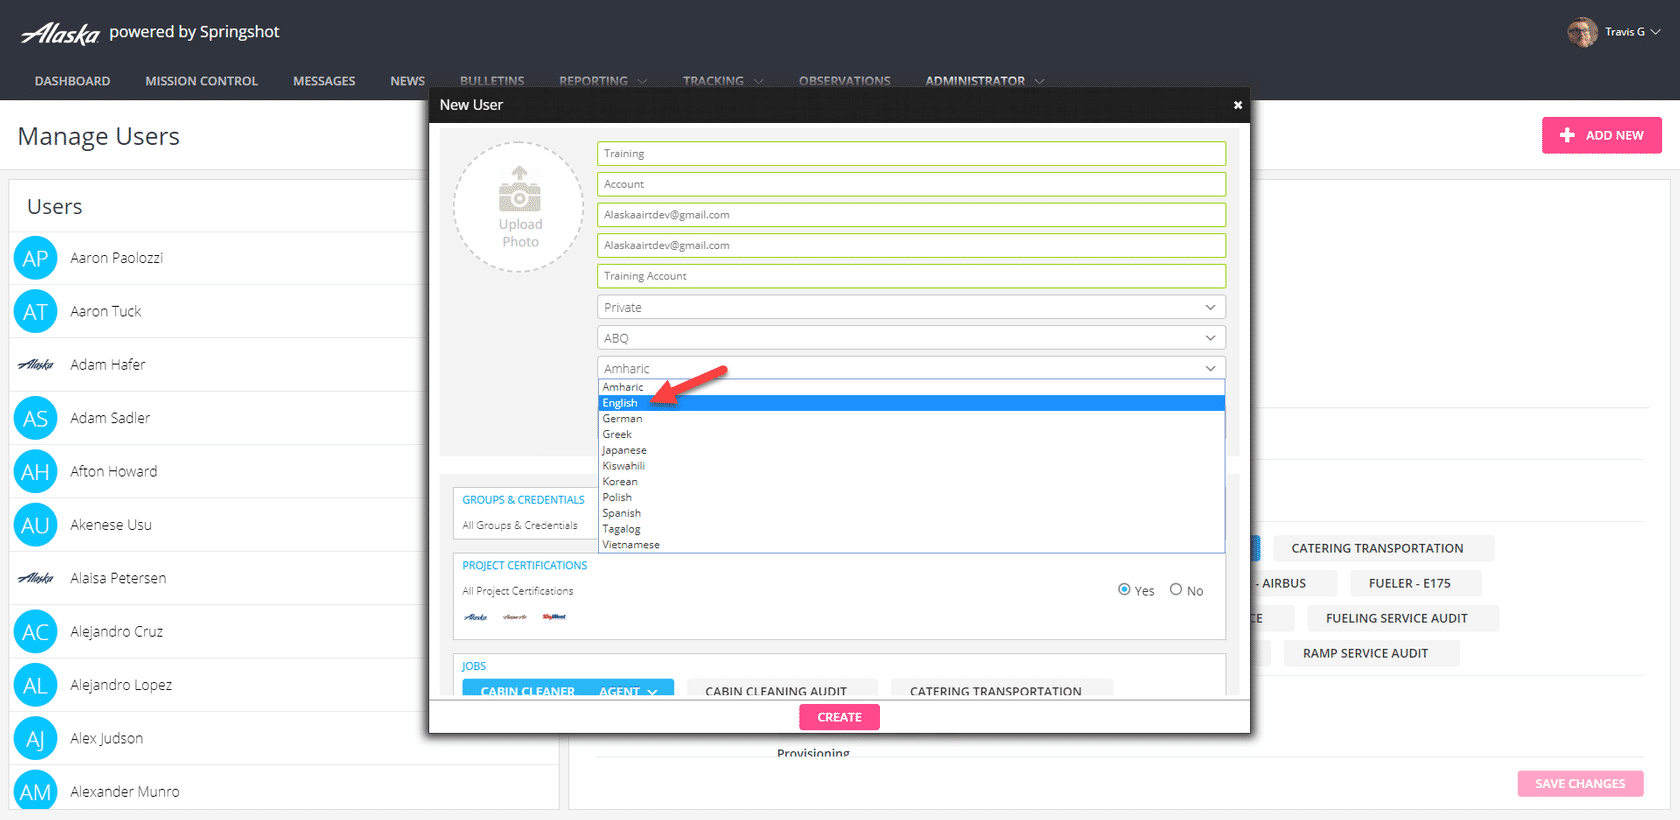 Alaska powered by Springshot
Travis G
DASHBOARD MISSION CONTROL MESSAGES NEWS BULLETINS REPORTING TRACKING OBSERVATIONS ADMINISTRATOR
New User
Manage Users
ADD NEW
Users
AP Aaron Paolozzi
AT Aaron Tuck
Alaska Adam Hafer
AS Adam Sadler
AH Afton Howard
AU Akenese Usu
Alaska Alaisa Petersen
AC Alejandro Cruz
AL Alejandro Lopez
AJ Alex Judson
AM Alexander Munro
Upload
Photo
Training
Account
Alaskaairtdev@gmail.com
Alaskaairtdev@gmail.com
Training Account
Private
ABQ
Amharic
Amharic
English
German
Greek
Japanese
Kiswahili
Korean
Polish
Spanish
Tagalog
Vietnamese
GROUPS & CREDENTIALS
All Groups & Credentials
PROJECT CERTIFICATIONS
All Project Certifications
Yes No
Alaska SkyWest
JOBS
CABIN CLEANER AGENT CABIN CLEANING AUDIT CATERING TRANSPORTATION
CREATE
CATERING TRANSPORTATION
- AIRBUS FUELER - E175
CE FUELING SERVICE AUDIT
RAMP SERVICE AUDIT
Provisioning
SAVE CHANGES